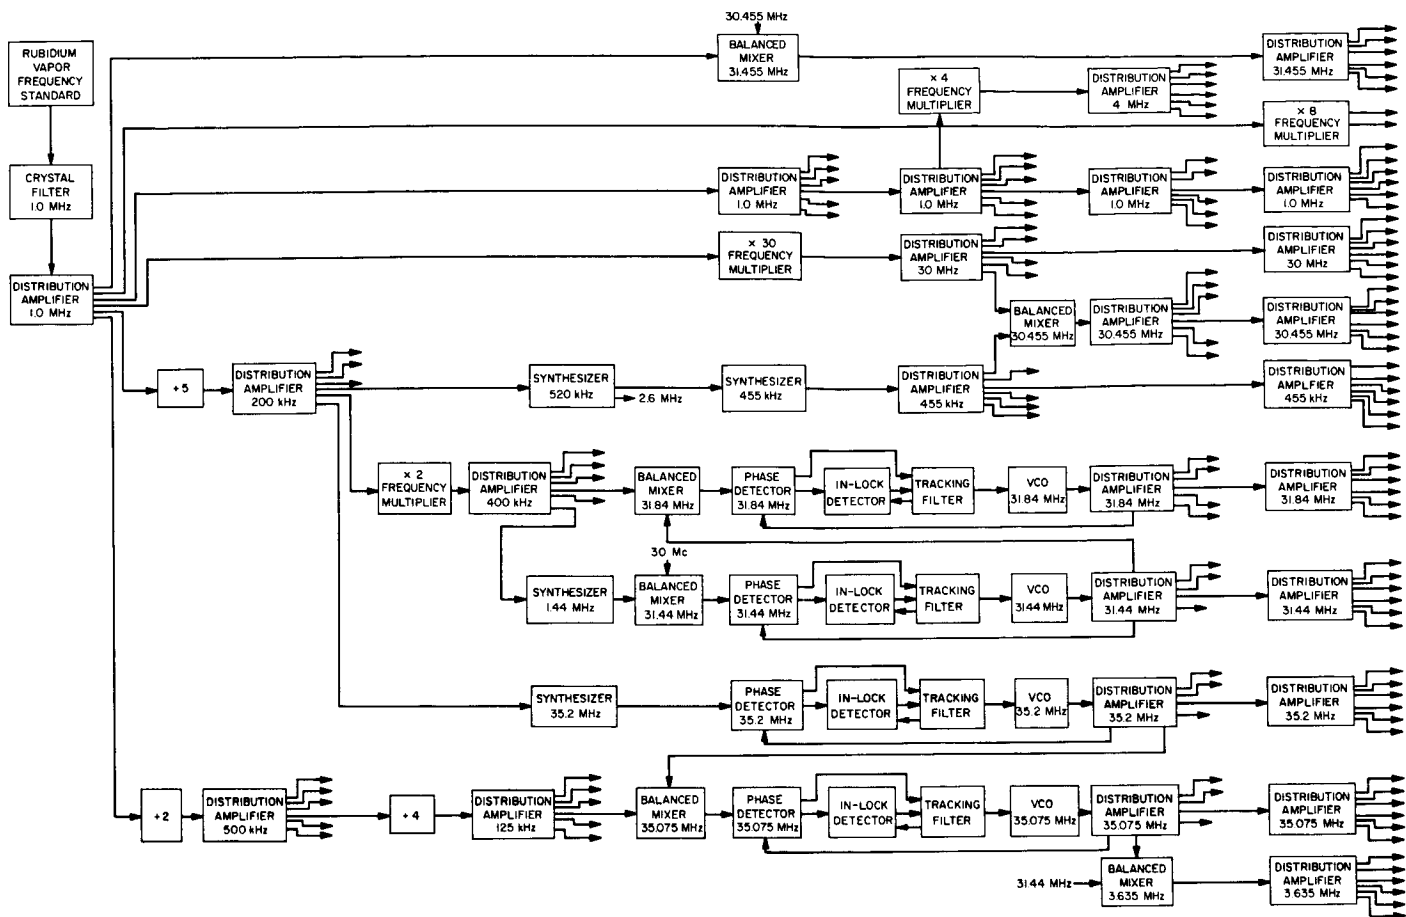 30.455 MHz
RUBIDIUM
VAPOR
FREQUENCY
STANDARD
BALANCED
MIXER
31.455 MHz
DISTRIBUTION
AMPLIFIER
31.455 MHz
× 4
FREQUENCY
MULTIPLIER
DISTRIBUTION
AMPLIFIER
4 MHz
× 8
FREQUENCY
MULTIPLIER
CRYSTAL
FILTER
1.0 MHz
DISTRIBUTION
AMPLIFIER
1.0 MHz
DISTRIBUTION
AMPLIFIER
1.0 MHz
DISTRIBUTION
AMPLIFIER
1.0 MHz
DISTRIBUTION
AMPLIFIER
1.0 MHz
× 30
FREQUENCY
MULTIPLIER
DISTRIBUTION
AMPLIFIER
30 MHz
DISTRIBUTION
AMPLIFIER
30 MHz
DISTRIBUTION
AMPLIFIER
1.0 MHz
BALANCED
MIXER
30.455 MHz
DISTRIBUTION
AMPLIFIER
30.455 MHz
DISTRIBUTION
AMPLIFIER
30.455 MHz
÷5
DISTRIBUTION
AMPLIFIER
200 kHz
SYNTHESIZER
520 kHz
2.6 MHz
SYNTHESIZER
455 kHz
DISTRIBUTION
AMPLIFIER
455 kHz
DISTRIBUTION
AMPLIFIER
455 kHz
× 2
FREQUENCY
MULTIPLIER
DISTRIBUTION
AMPLIFIER
400 kHz
BALANCED
MIXER
31.84 MHz
PHASE
DETECTOR
31.84 MHz
IN-LOCK
DETECTOR
TRACKING
FILTER
VCO
31.84 MHz
DISTRIBUTION
AMPLIFIER
31.84 MHz
DISTRIBUTION
AMPLIFIER
31.84 MHz
30 Mc
SYNTHESIZER
1.44 MHz
BALANCED
MIXER
31.44 MHz
PHASE
DETECTOR
31.44 MHz
IN-LOCK
DETECTOR
TRACKING
FILTER
VCO
31.44 MHz
DISTRIBUTION
AMPLIFIER
31.44 MHz
DISTRIBUTION
AMPLIFIER
31.44 MHz
SYNTHESIZER
35.2 MHz
PHASE
DETECTOR
35.2 MHz
IN-LOCK
DETECTOR
TRACKING
FILTER
VCO
35.2 MHz
DISTRIBUTION
AMPLIFIER
35.2 MHz
DISTRIBUTION
AMPLIFIER
35.2 MHz
÷2
DISTRIBUTION
AMPLIFIER
500 kHz
÷4
DISTRIBUTION
AMPLIFIER
125 kHz
BALANCED
MIXER
35.075 MHz
PHASE
DETECTOR
35.075 MHz
IN-LOCK
DETECTOR
TRACKING
FILTER
VCO
35.075 MHz
DISTRIBUTION
AMPLIFIER
35.075 MHz
DISTRIBUTION
AMPLIFIER
35.075 MHz
31.44 MHz
BALANCED
MIXER
3.635 MHz
DISTRIBUTION
AMPLIFIER
3.635 MHz